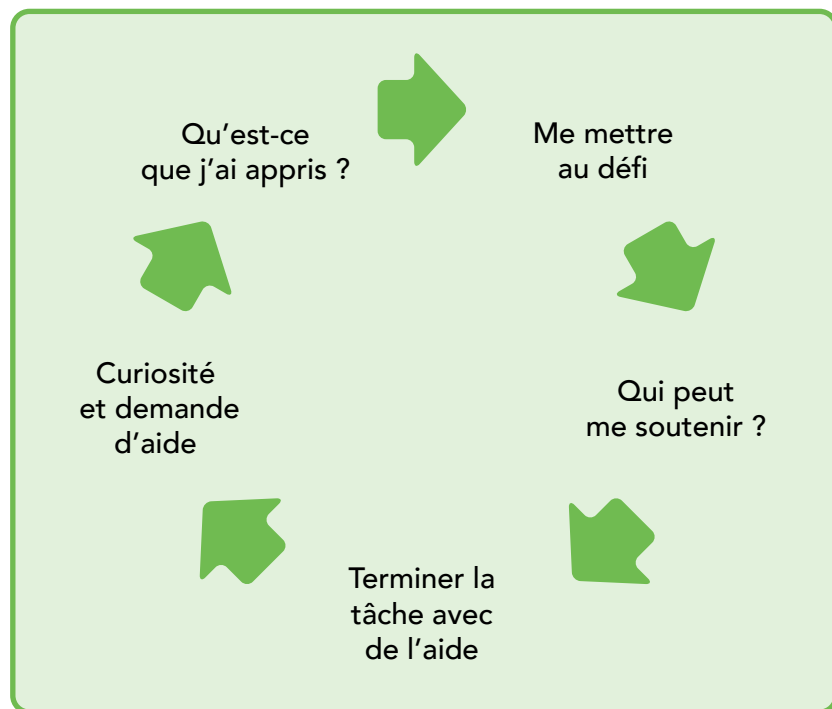 Qu’est-ce
que j’ai appris ?
Me mettre
au défi
Qui peut
me soutenir ?
Terminer la
tâche avec
de l’aide
Curiosité
et demande
d’aide